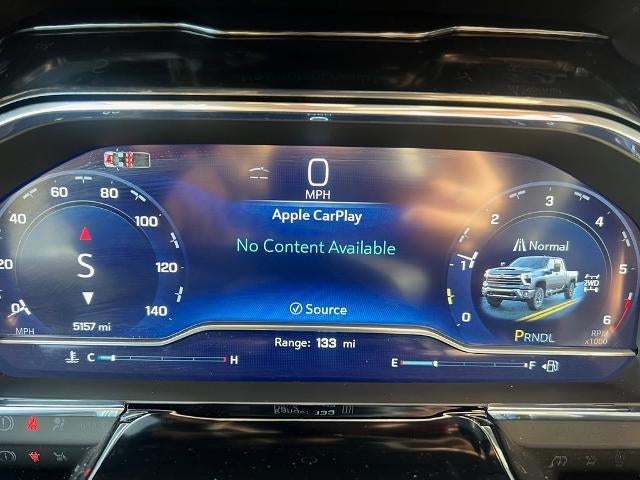 0
MPH
Apple CarPlay
No Content Available
Source
Range: 133 mi
0 20 40 60 80 100 120 140
S
MPH
5157 mi
0 1 2 3 4 5 6
Normal
2WD
PRNDL
RPM
x1000
C H
E F